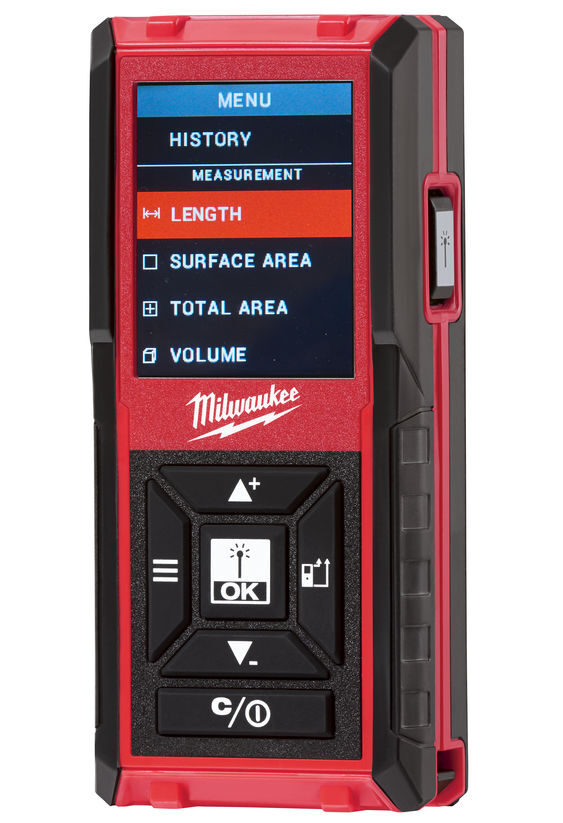 MENU
HISTORY
MEASUREMENT
LENGTH
SURFACE AREA
TOTAL AREA
VOLUME
Milwaukee
+
OK
-
C/